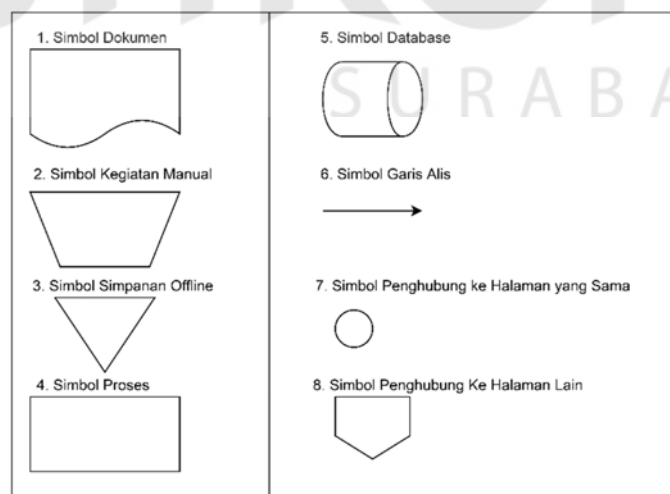 1. Simbol Dokumen
2. Simbol Kegiatan Manual
3. Simbol Simpanan Offline
4. Simbol Proses
5. Simbol Database
SURABA
6. Simbol Garis Alis
7. Simbol Penghubung ke Halaman yang Sama
8. Simbol Penghubung Ke Halaman Lain